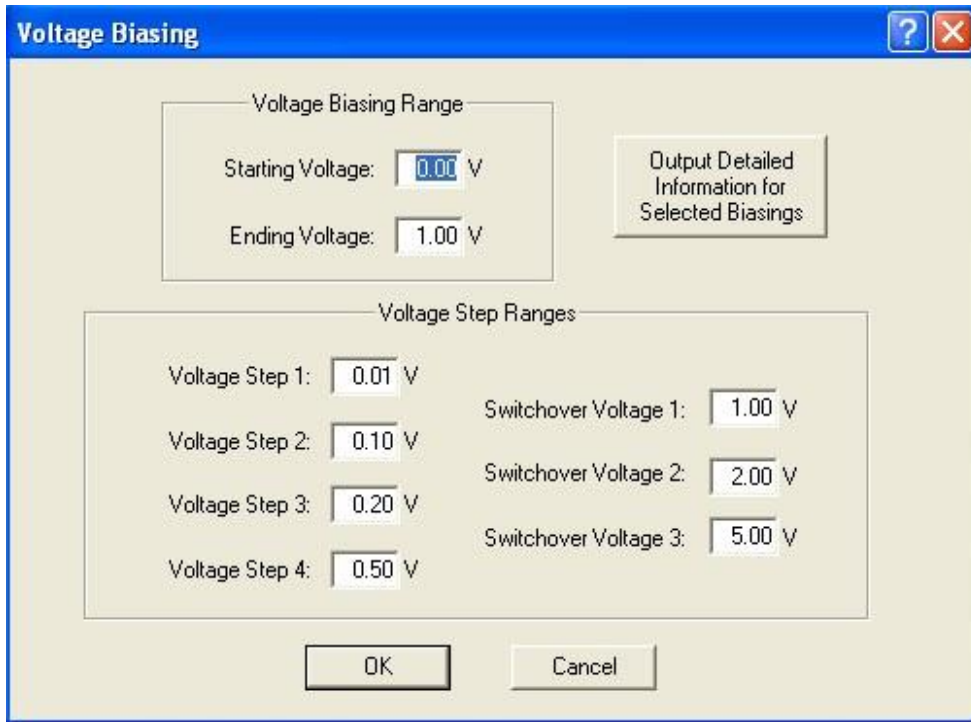 Voltage Biasing
Voltage Biasing Range
Starting Voltage: 0.00 V
Ending Voltage: 1.00 V
Output Detailed
Information for
Selected Biasings
Voltage Step Ranges
Voltage Step 1: 0.01 V
Voltage Step 2: 0.10 V
Voltage Step 3: 0.20 V
Voltage Step 4: 0.50 V
Switchover Voltage 1: 1.00 V
Switchover Voltage 2: 2.00 V
Switchover Voltage 3: 5.00 V
OK
Cancel